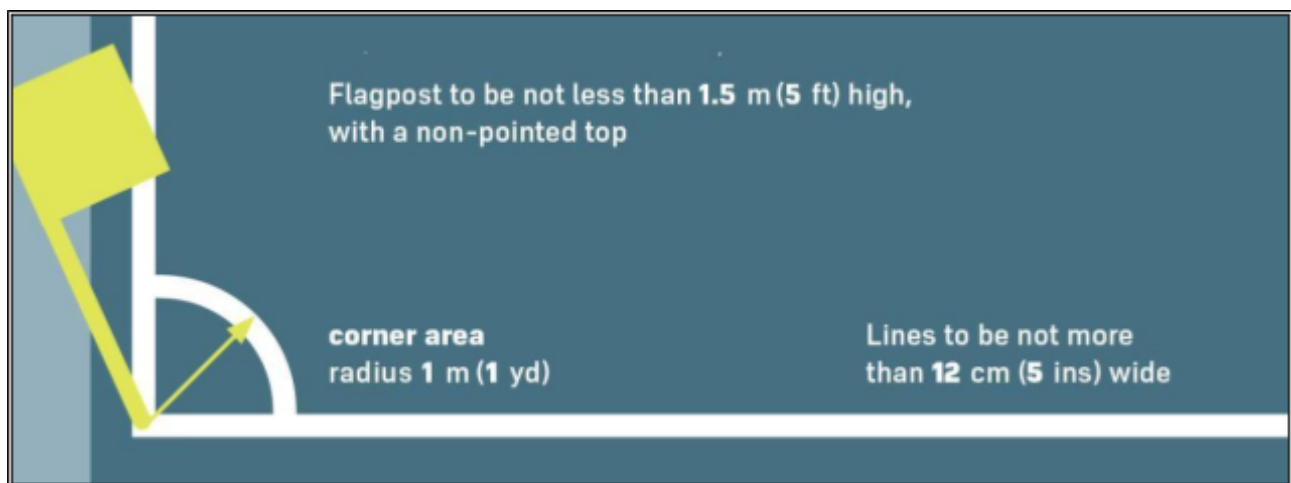 Flagpost to be not less than 1.5 m (5 ft) high,
with a non-pointed top
corner area
radius 1 m (1 yd)
Lines to be not more
than 12 cm (5 ins) wide